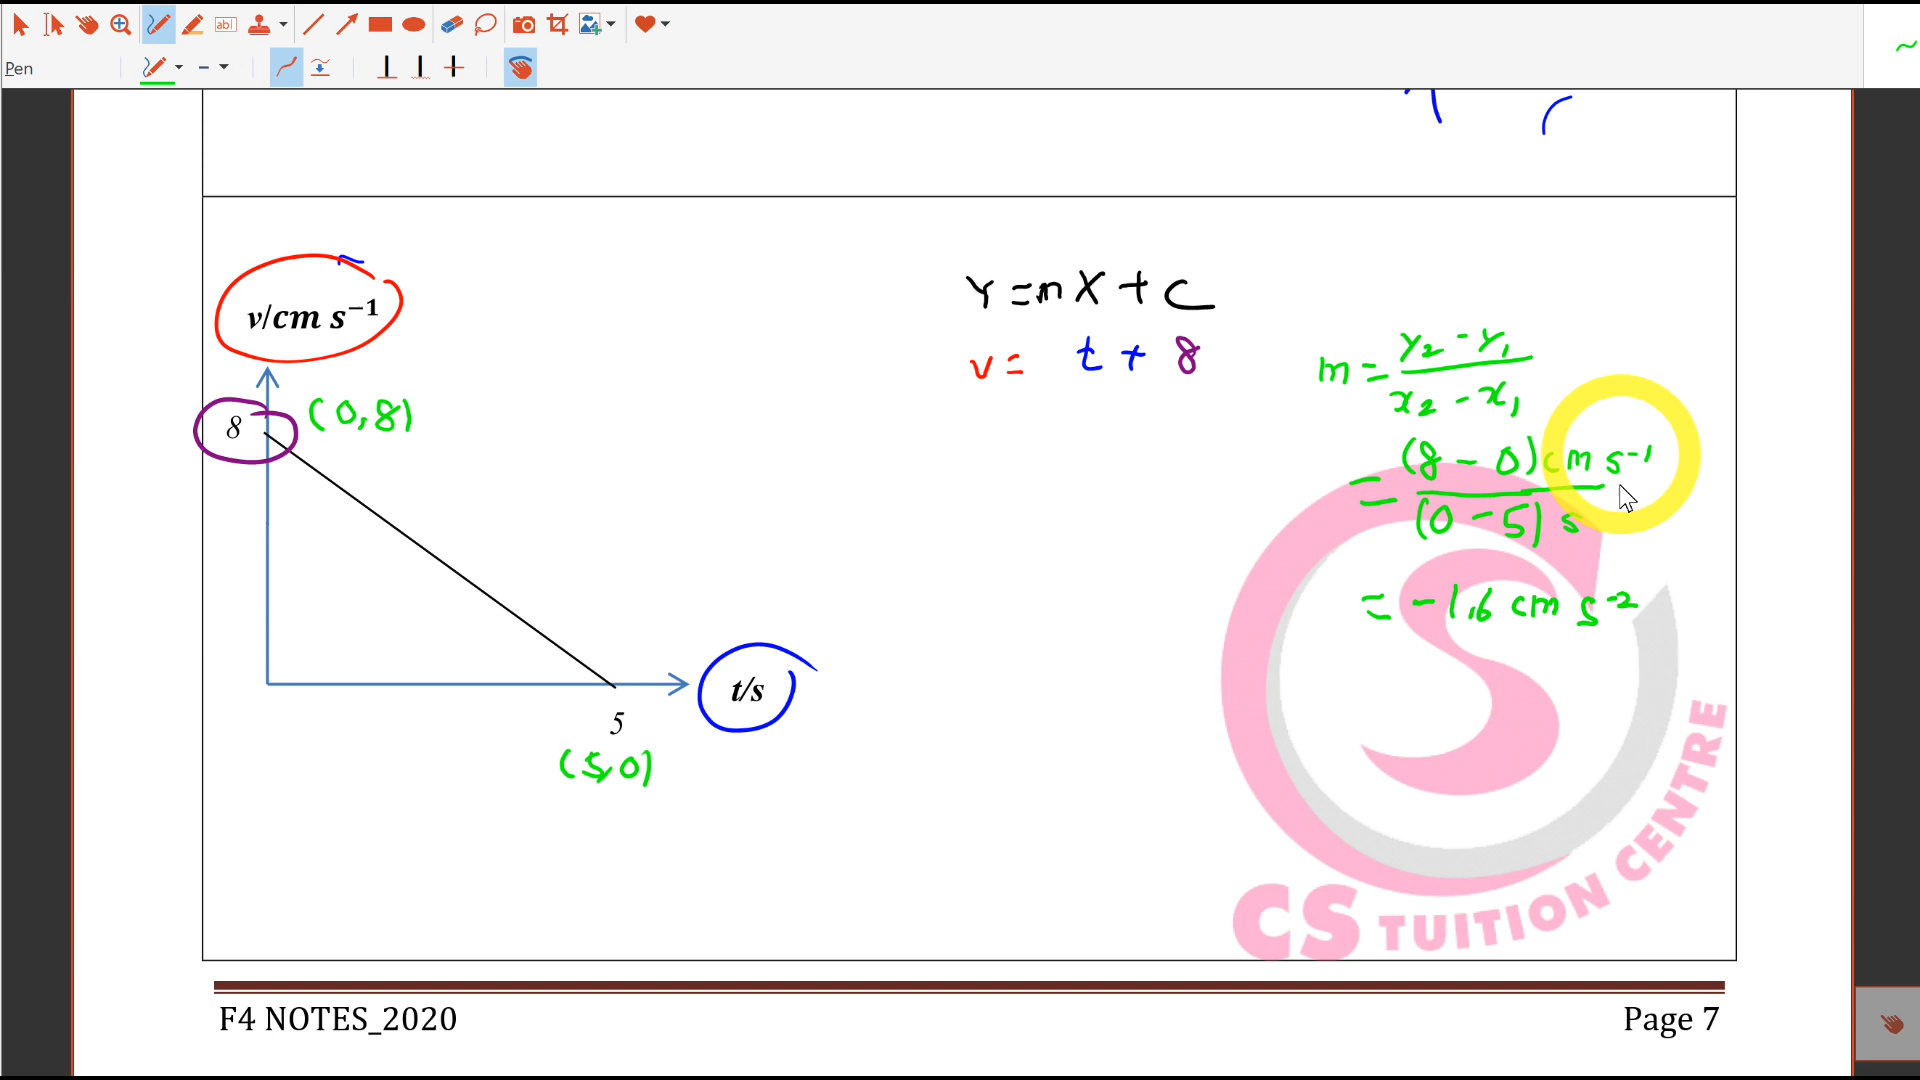 ab|
Pen
v/cm s⁻¹
8
(0,8)
Y = m X + C
v = t + 8
m = (y₂ - y₁) / (x₂ - x₁)
= (8 - 0) cm s⁻¹ / (0 - 5) s
= -1.6 cm s⁻²
t/s
5
(5,0)
CS TUITION CENTRE
F4 NOTES_2020
Page 7